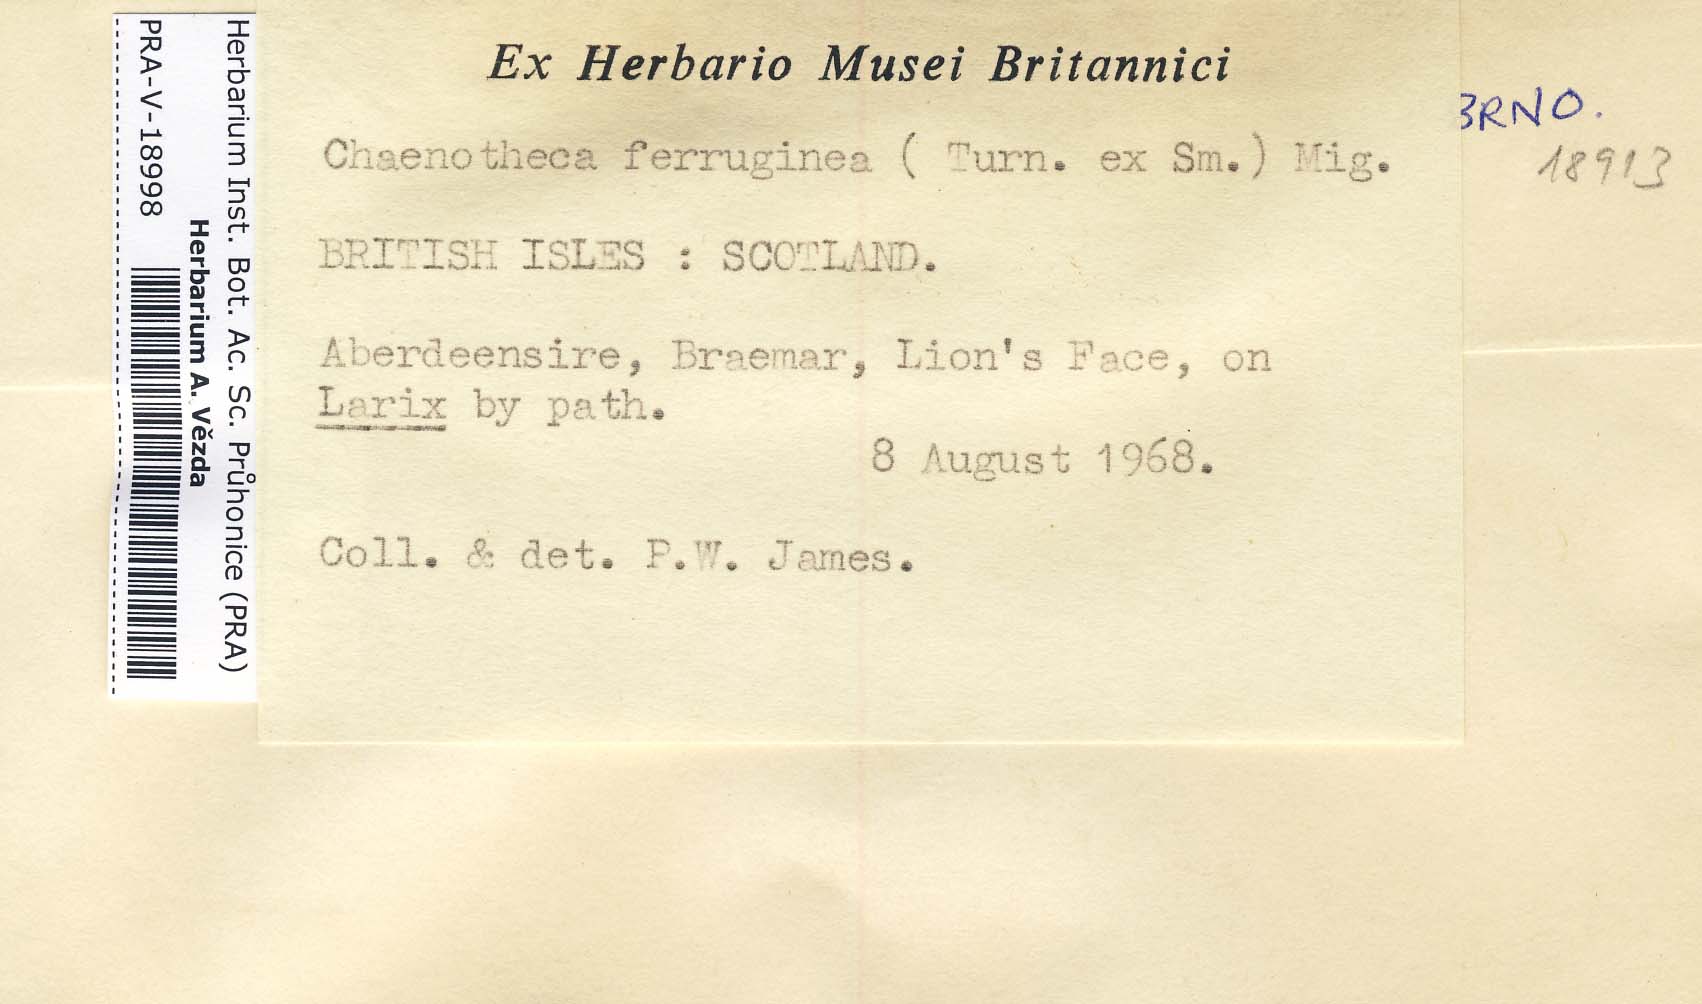 Ex Herbario Musei Britannici
Chaenotheca ferruginea ( Turn. ex Sm.) Mig.
BRITISH ISLES : SCOTLAND.
Aberdeensire, Braemar, Lion's Face, on
Larix by path.
8 August 1968.
Coll. & det. P.W. James.
BRNO.
18913
Herbarium Inst. Bot. Ac. Sc. Průhonice (PRA)
Herbarium A. Vězda
PRA-V-18998